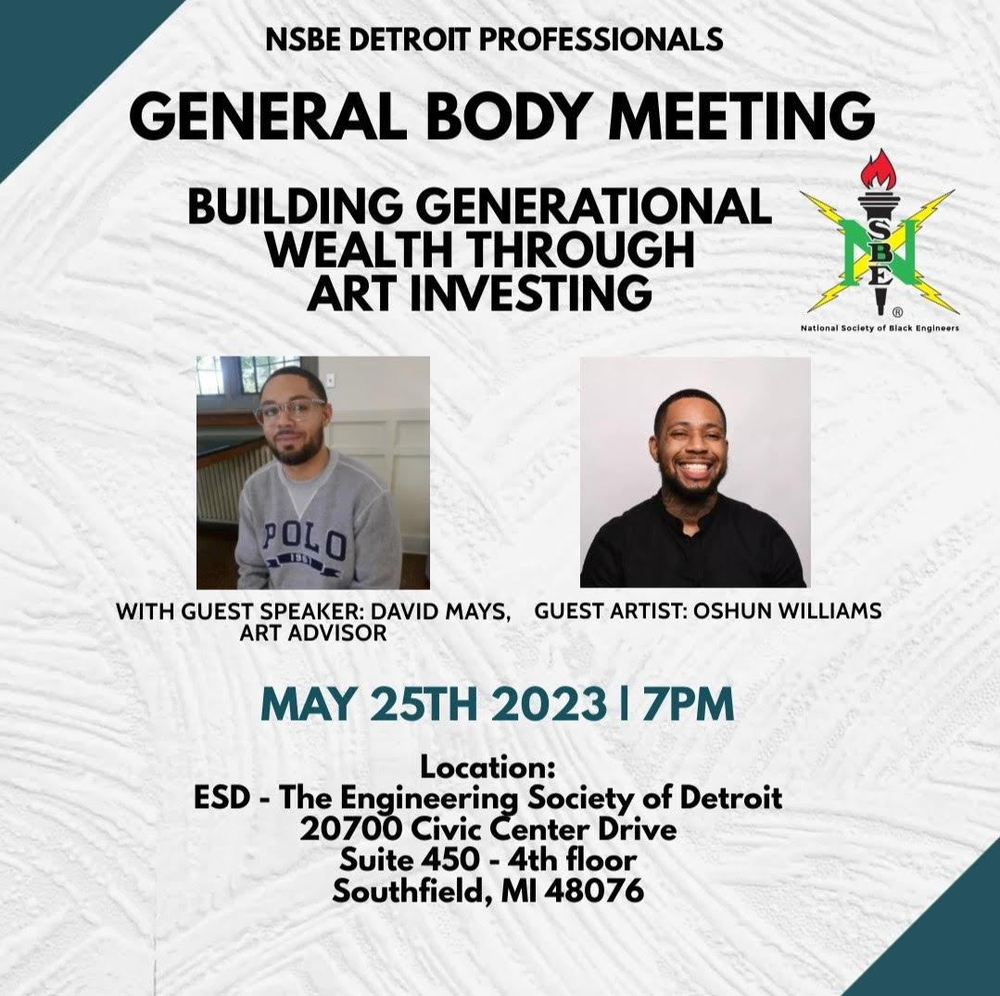 NSBE DETROIT PROFESSIONALS
GENERAL BODY MEETING
BUILDING GENERATIONAL
WEALTH THROUGH
ART INVESTING
NSBE
®
National Society of Black Engineers
POLO
1967
WITH GUEST SPEAKER: DAVID MAYS,
ART ADVISOR
GUEST ARTIST: OSHUN WILLIAMS
MAY 25TH 2023 | 7PM
Location:
ESD - The Engineering Society of Detroit
20700 Civic Center Drive
Suite 450 - 4th floor
Southfield, MI 48076